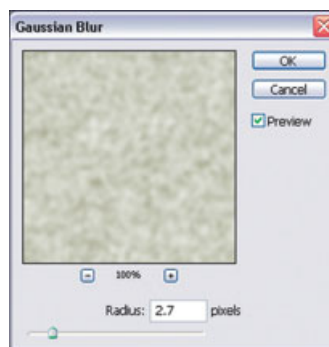 Gaussian Blur
OK
Cancel
Preview
100%
Radius: 2.7 pixels